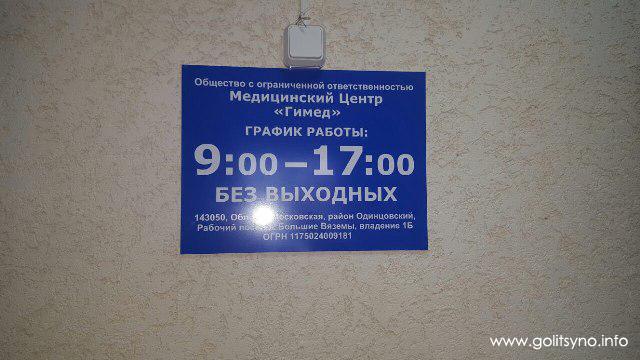 Общество с ограниченной ответственностью
Медицинский Центр
«Гимед»
ГРАФИК РАБОТЫ:
9:00 – 17:00
БЕЗ ВЫХОДНЫХ
143050, Московская, район Одинцовский,
Рабочий Большие Вяземы, владение 1Б
ОГРН 1175024009181
www.golitsyno.info